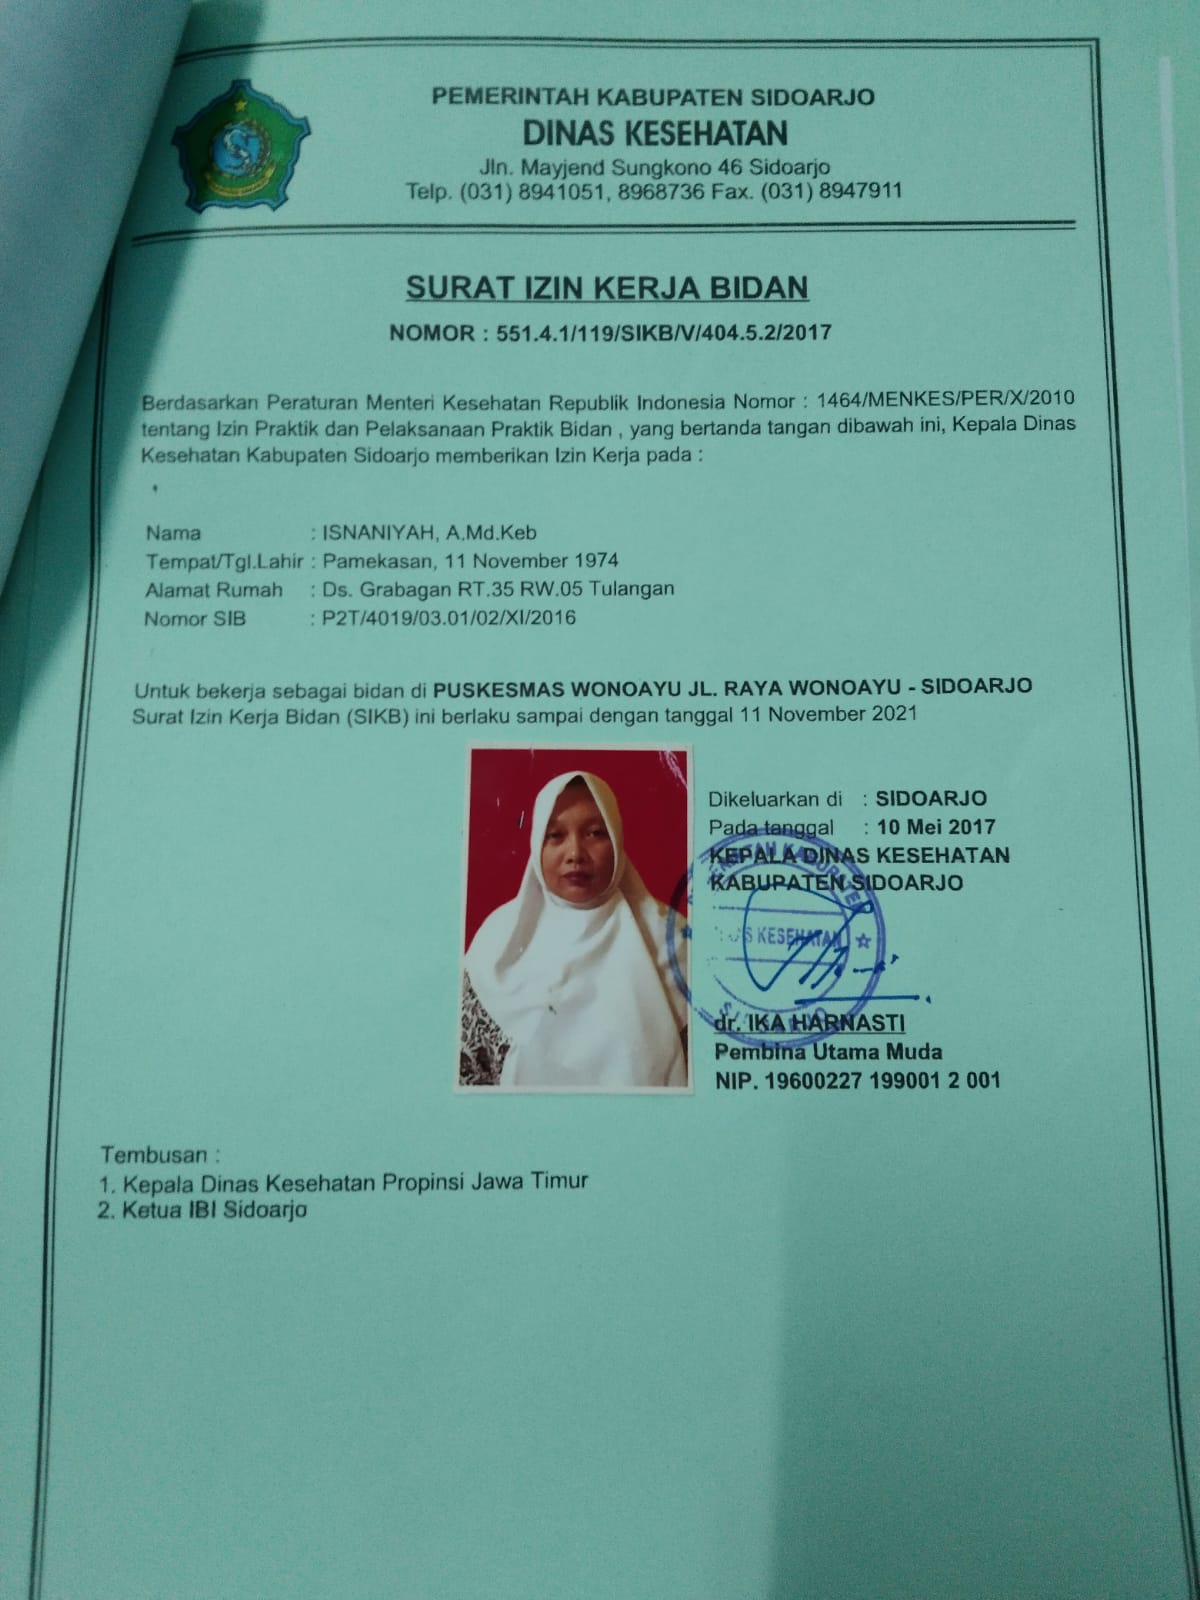 PEMERINTAH KABUPATEN SIDOARJO
DINAS KESEHATAN
Jln. Mayjend Sungkono 46 Sidoarjo
Telp. (031) 8941051, 8968736 Fax. (031) 8947911
SURAT IZIN KERJA BIDAN
NOMOR : 551.4.1/119/SIKB/V/404.5.2/2017
Berdasarkan Peraturan Menteri Kesehatan Republik Indonesia Nomor : 1464/MENKES/PER/X/2010
tentang Izin Praktik dan Pelaksanaan Praktik Bidan , yang bertanda tangan dibawah ini, Kepala Dinas
Kesehatan Kabupaten Sidoarjo memberikan Izin Kerja pada :
Nama : ISNANIYAH, A.Md.Keb
Tempat/Tgl.Lahir : Pamekasan, 11 November 1974
Alamat Rumah : Ds. Grabagan RT.35 RW.05 Tulangan
Nomor SIB : P2T/4019/03.01/02/XI/2016
Untuk bekerja sebagai bidan di PUSKESMAS WONOAYU JL. RAYA WONOAYU - SIDOARJO
Surat Izin Kerja Bidan (SIKB) ini berlaku sampai dengan tanggal 11 November 2021
Dikeluarkan di : SIDOARJO
Pada tanggal : 10 Mei 2017
KEPALA DINAS KESEHATAN
KABUPATEN SIDOARJO
KESEHATAN
dr. IKA HARNASTI
Pembina Utama Muda
NIP. 19600227 199001 2 001
Tembusan :
1. Kepala Dinas Kesehatan Propinsi Jawa Timur
2. Ketua IBI Sidoarjo